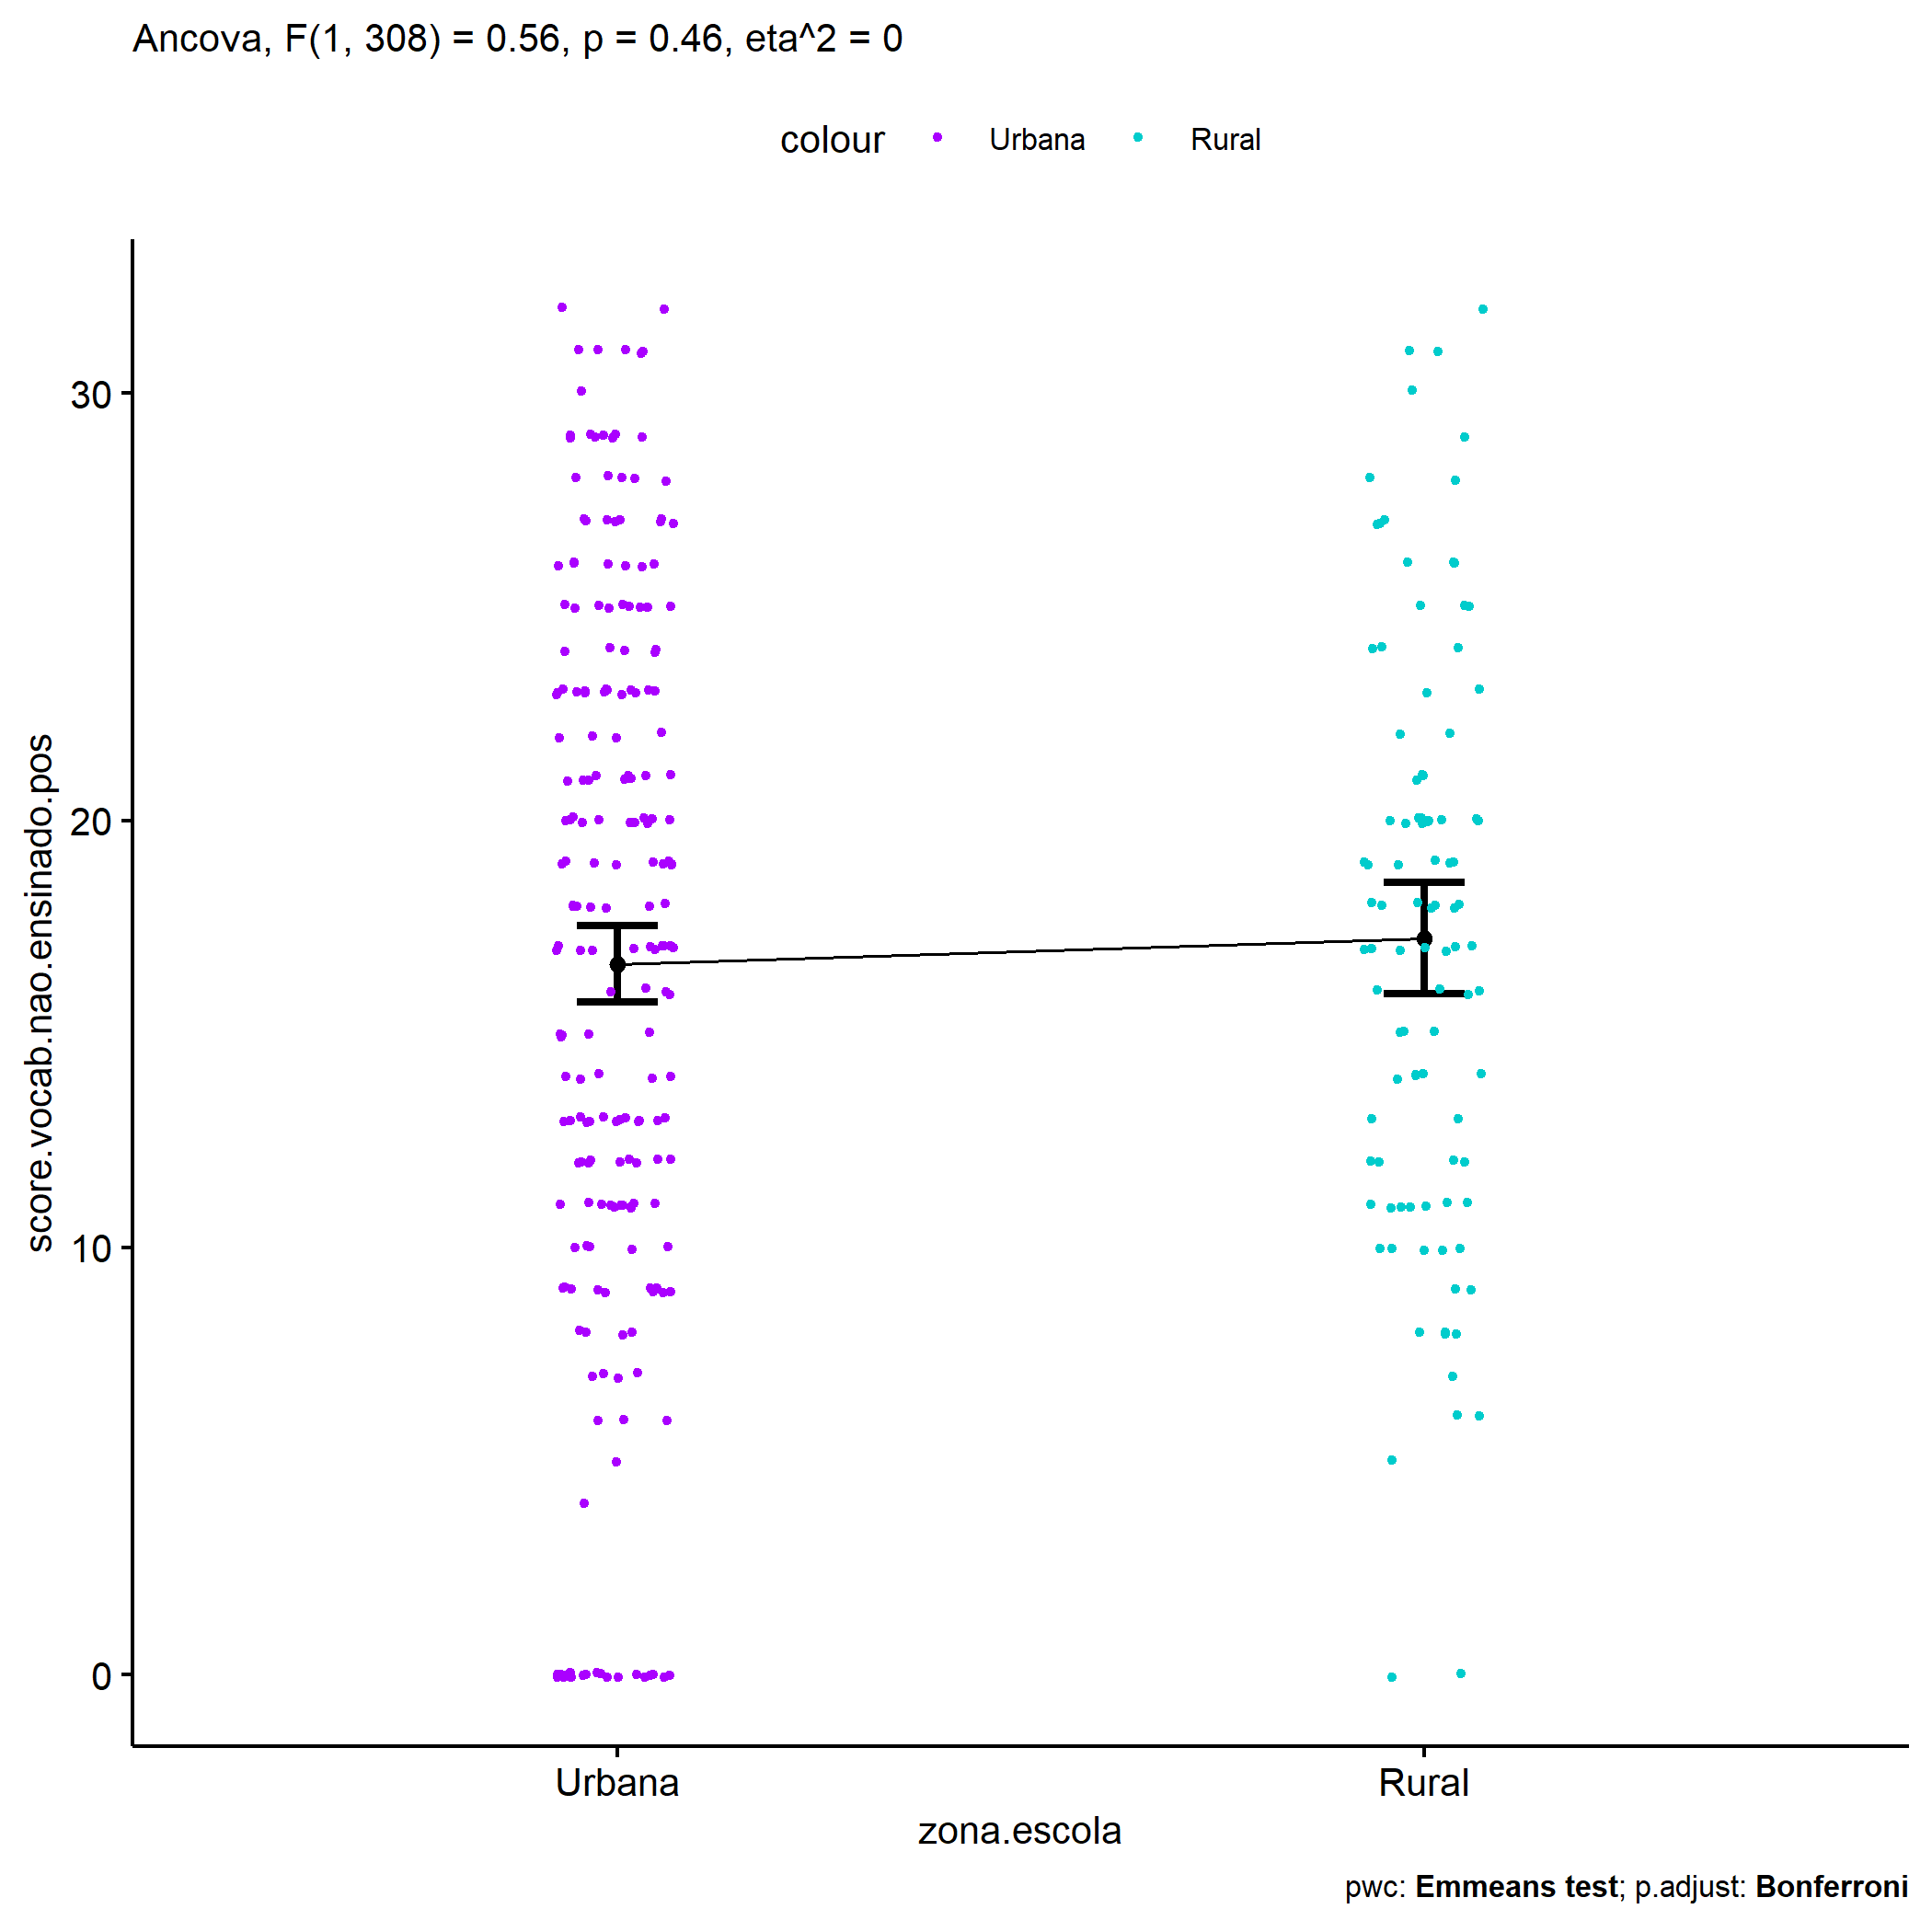 Ancova, F(1, 308) = 0.56, p = 0.46, eta^2 = 0
colour Urbana Rural
score.vocab.nao.ensinado.pos
30
20
10
0
Urbana Rural
zona.escola
pwc: Emmeans test; p.adjust: Bonferroni